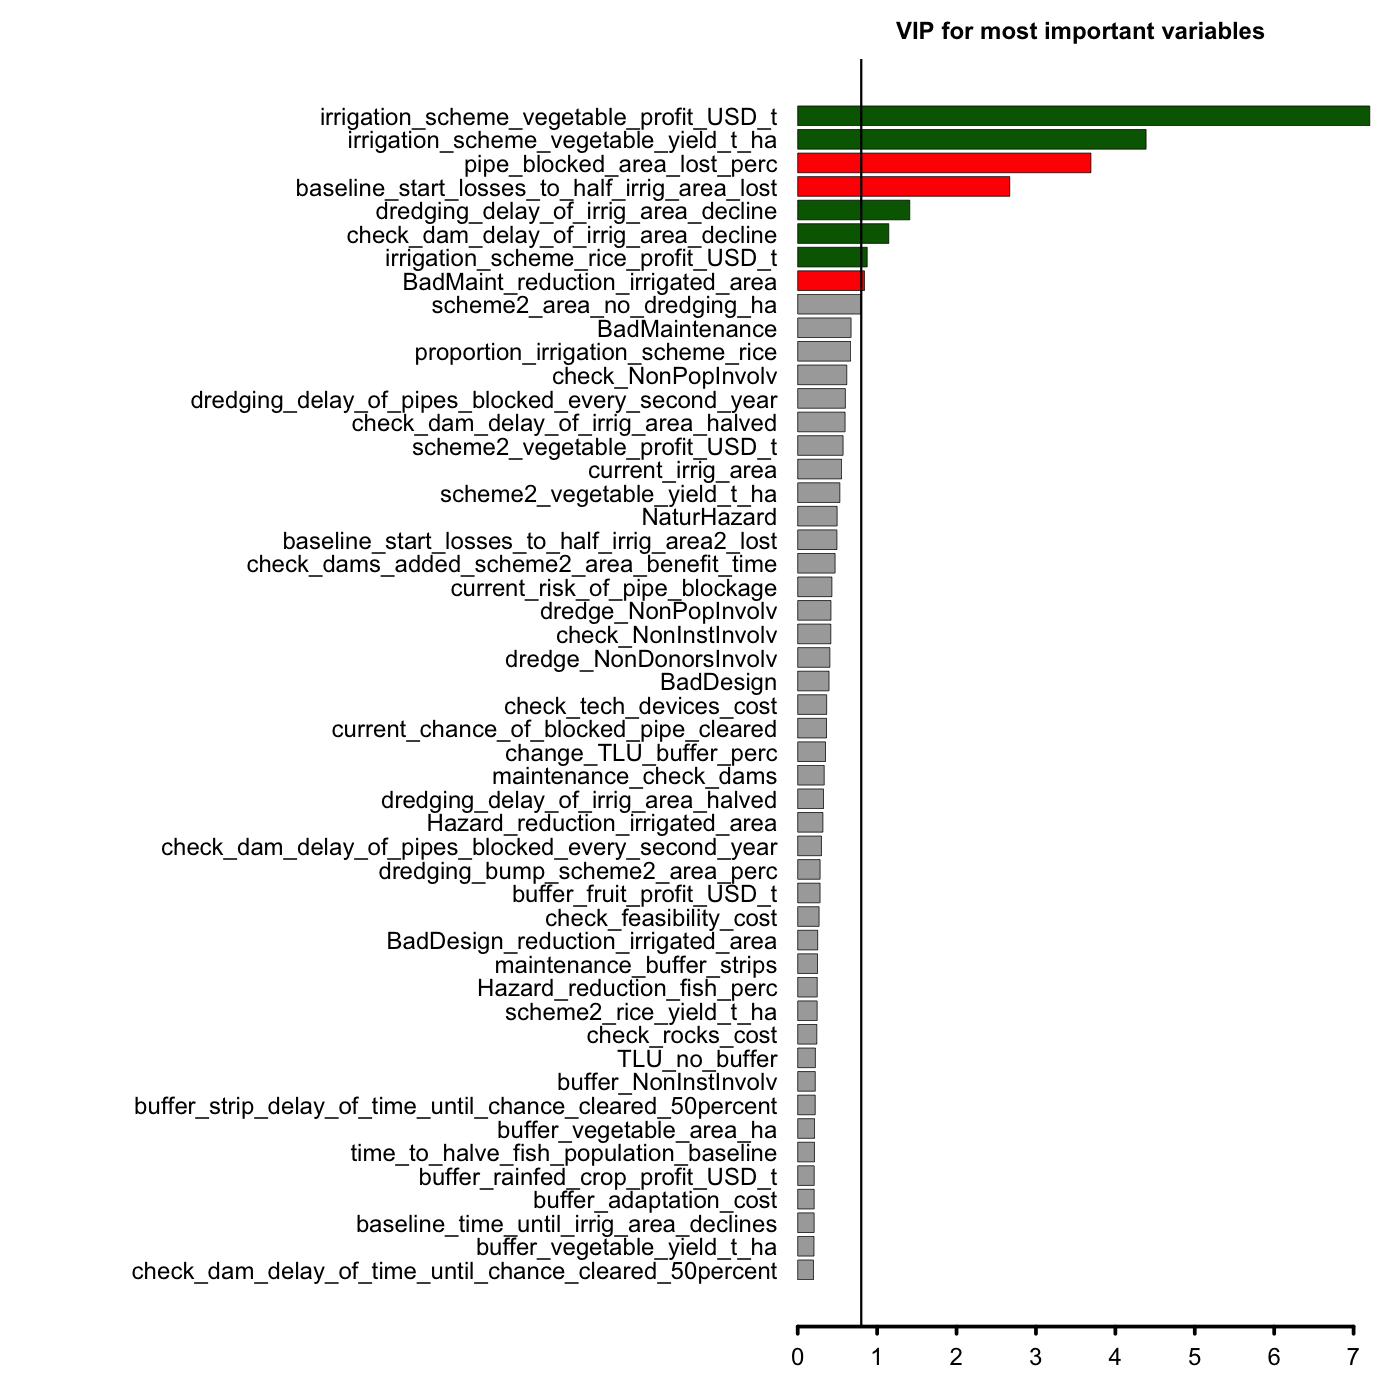 VIP for most important variables
irrigation_scheme_vegetable_profit_USD_t
irrigation_scheme_vegetable_yield_t_ha
pipe_blocked_area_lost_perc
baseline_start_losses_to_half_irrig_area_lost
dredging_delay_of_irrig_area_decline
check_dam_delay_of_irrig_area_decline
irrigation_scheme_rice_profit_USD_t
BadMaint_reduction_irrigated_area
scheme2_area_no_dredging_ha
BadMaintenance
proportion_irrigation_scheme_rice
check_NonPopInvolv
dredging_delay_of_pipes_blocked_every_second_year
check_dam_delay_of_irrig_area_halved
scheme2_vegetable_profit_USD_t
current_irrig_area
scheme2_vegetable_yield_t_ha
NaturHazard
baseline_start_losses_to_half_irrig_area2_lost
check_dams_added_scheme2_area_benefit_time
current_risk_of_pipe_blockage
dredge_NonPopInvolv
check_NonInstInvolv
dredge_NonDonorsInvolv
BadDesign
check_tech_devices_cost
current_chance_of_blocked_pipe_cleared
change_TLU_buffer_perc
maintenance_check_dams
dredging_delay_of_irrig_area_halved
Hazard_reduction_irrigated_area
check_dam_delay_of_pipes_blocked_every_second_year
dredging_bump_scheme2_area_perc
buffer_fruit_profit_USD_t
check_feasibility_cost
BadDesign_reduction_irrigated_area
maintenance_buffer_strips
Hazard_reduction_fish_perc
scheme2_rice_yield_t_ha
check_rocks_cost
TLU_no_buffer
buffer_NonInstInvolv
buffer_strip_delay_of_time_until_chance_cleared_50percent
buffer_vegetable_area_ha
time_to_halve_fish_population_baseline
buffer_rainfed_crop_profit_USD_t
buffer_adaptation_cost
baseline_time_until_irrig_area_declines
buffer_vegetable_yield_t_ha
check_dam_delay_of_time_until_chance_cleared_50percent
0 1 2 3 4 5 6 7